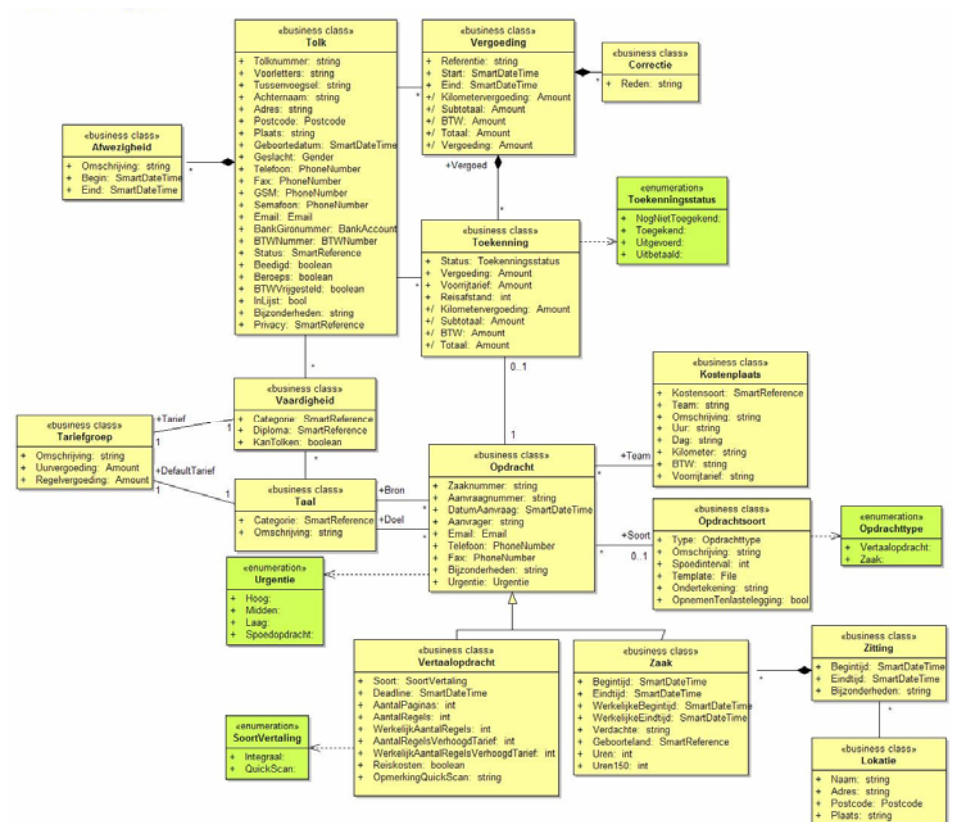 «business class»
Tolk
+ Tolknummer: string
+ Voorletters: string
+ Tussenvoegsel: string
+ Achternaam: string
+ Adres: string
+ Postcode: Postcode
+ Plaats: string
+ Geboortedatum: SmartDateTime
+ Geslacht: Gender
+ Telefoon: PhoneNumber
+ Fax: PhoneNumber
+ GSM: PhoneNumber
+ Semafoon: PhoneNumber
+ Email: Email
+ BankGironummer: BankAccount
+ BTWNummer: BTWNumber
+ Status: SmartReference
+ Beedigd: boolean
+ Beroeps: boolean
+ BTWVrijgesteld: boolean
+ InLijst: bool
+ Bijzonderheden: string
+ Privacy: SmartReference
«business class»
Vergoeding
+ Referentie: string
+ Start: SmartDateTime
+ Eind: SmartDateTime
+/ Kilometervergoeding: Amount
+/ Subtotaal: Amount
+/ BTW: Amount
+/ Totaal: Amount
+/ Vergoeding: Amount
«business class»
Correctie
+ Reden: string
*
*
«business class»
Afwezigheid
+ Omschrijving: string
+ Begin: SmartDateTime
+ Eind: SmartDateTime
*
+Vergoed
*
«enumeration»
Toekenningsstatus
+ NogNietToegekend:
+ Toegekend:
+ Uitgevoerd:
+ Uitbetaald:
«business class»
Toekenning
+ Status: Toekenningsstatus
+ Vergoeding: Amount
+ Voorrijtarief: Amount
+ Reisafstand: int
+/ Kilometervergoeding: Amount
+/ Subtotaal: Amount
+/ BTW: Amount
+/ Totaal: Amount
*
0..1
1
*
«business class»
Vaardigheid
+ Categorie: SmartReference
+ Diploma: SmartReference
+ KanTolken: boolean
*
«business class»
Tariefgroep
+ Omschrijving: string
+ Uurvergoeding: Amount
+ Regelvergoeding: Amount
+Tarief
1
1
+DefaultTarief
1
1
«business class»
Taal
+ Categorie: SmartReference
+ Omschrijving: string
+Bron
*
+Doel
*
«business class»
Opdracht
+ Zaaknummer: string
+ Aanvraagnummer: string
+ DatumAanvraag: SmartDateTime
+ Aanvrager: string
+ Email: Email
+ Telefoon: PhoneNumber
+ Fax: PhoneNumber
+ Bijzonderheden: string
+ Urgentie: Urgentie
«business class»
Kostenplaats
+ Kostensoort: SmartReference
+ Team: string
+ Omschrijving: string
+ Uur: string
+ Dag: string
+ Kilometer: string
+ BTW: string
+ Voorrijtarief: string
+Team
*
«business class»
Opdrachtsoort
+ Type: Opdrachttype
+ Omschrijving: string
+ Spoedinterval: int
+ Template: File
+ Ondertekening: string
+ OpnemenTenlastelegging: bool
+Soort
*
0..1
«enumeration»
Opdrachttype
+ Vertaalopdracht:
+ Zaak:
«enumeration»
Urgentie
+ Hoog:
+ Midden:
+ Laag:
+ Spoedopdracht:
«business class»
Vertaalopdracht
+ Soort: SoortVertaling
+ Deadline: SmartDateTime
+ AantalPaginas: int
+ AantalRegels: int
+ WerkelijkAantalRegels: int
+ AantalRegelsVerhoogdTarief: int
+ WerkelijkAantalRegelsVerhoogdTarief: int
+ Reiskosten: boolean
+ OpmerkingQuickScan: string
«business class»
Zaak
+ Begintijd: SmartDateTime
+ Eindtijd: SmartDateTime
+ WerkelijkeBegintijd: SmartDateTime
+ WerkelijkeEindtijd: SmartDateTime
+ Verdachte: string
+ Geboorteland: SmartReference
+ Uren: int
+ Uren150: int
*
«business class»
Zitting
+ Begintijd: SmartDateTime
+ Eindtijd: SmartDateTime
+ Bijzonderheden: string
*
«enumeration»
SoortVertaling
+ Integraal:
+ QuickScan:
«business class»
Lokatie
+ Naam: string
+ Adres: string
+ Postcode: Postcode
+ Plaats: string